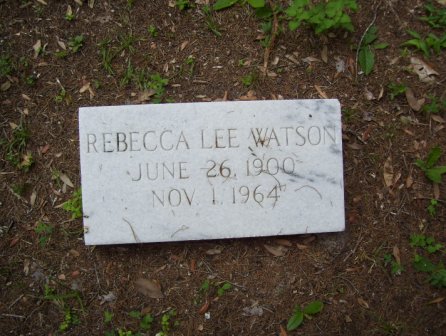 REBECCA LEE WATSON
JUNE 26, 1900
NOV. 1, 1964